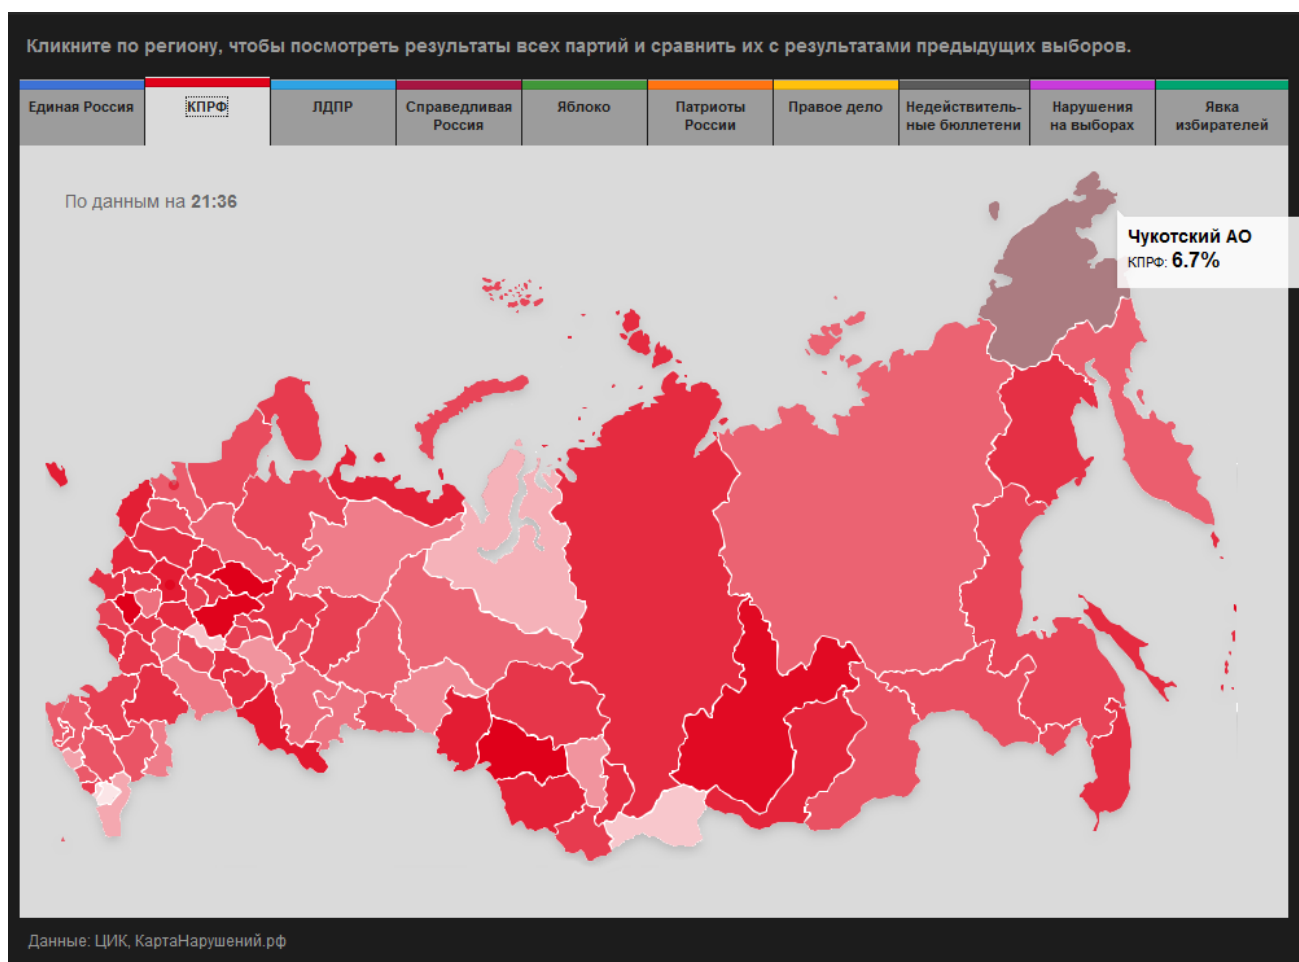 Кликните по региону, чтобы посмотреть результаты всех партий и сравнить их с результатами предыдущих выборов.
Единая Россия
КПРФ
ЛДПР
Справедливая
Россия
Яблоко
Патриоты
России
Правое дело
Недействитель-
ные бюллетени
Нарушения
на выборах
Явка
избирателей
По данным на 21:36
Чукотский АО
КПРФ: 6.7%
Данные: ЦИК, КартаНарушений.рф